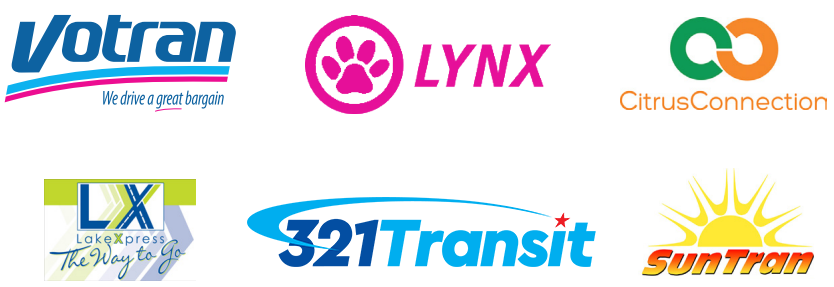 Votran
We drive a great bargain
LYNX
CitrusConnection
LX
LakeXpress
The Way to Go
321Transit
SunTran